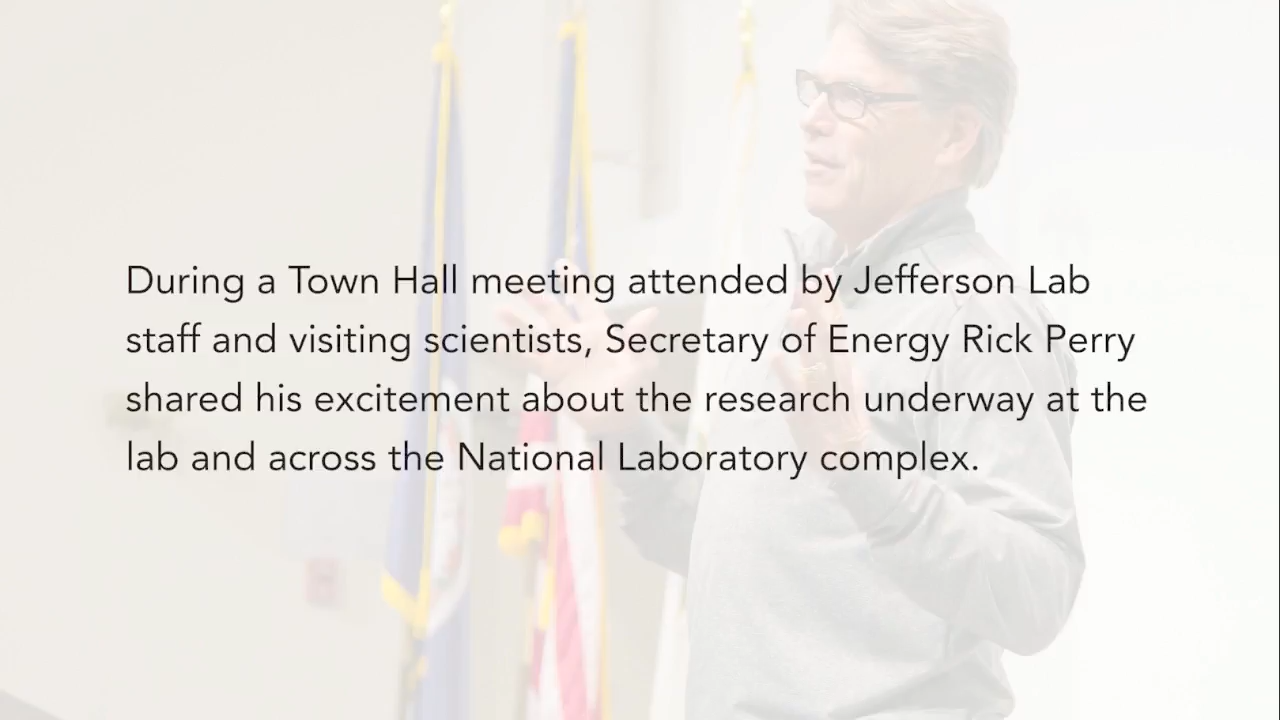 During a Town Hall meeting attended by Jefferson Lab
staff and visiting scientists, Secretary of Energy Rick Perry
shared his excitement about the research underway at the
lab and across the National Laboratory complex.